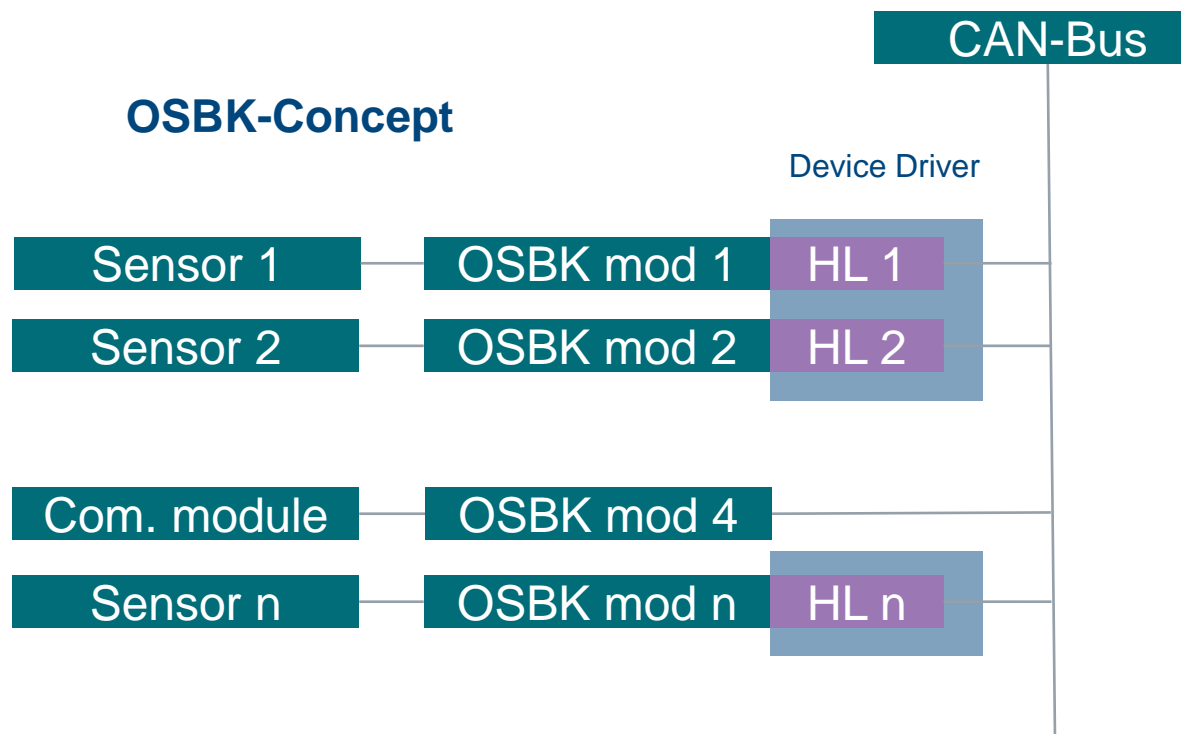 CAN-Bus
OSBK-Concept
Device Driver
Sensor 1
OSBK mod 1
HL 1
Sensor 2
OSBK mod 2
HL 2
Com. module
OSBK mod 4
Sensor n
OSBK mod n
HL n